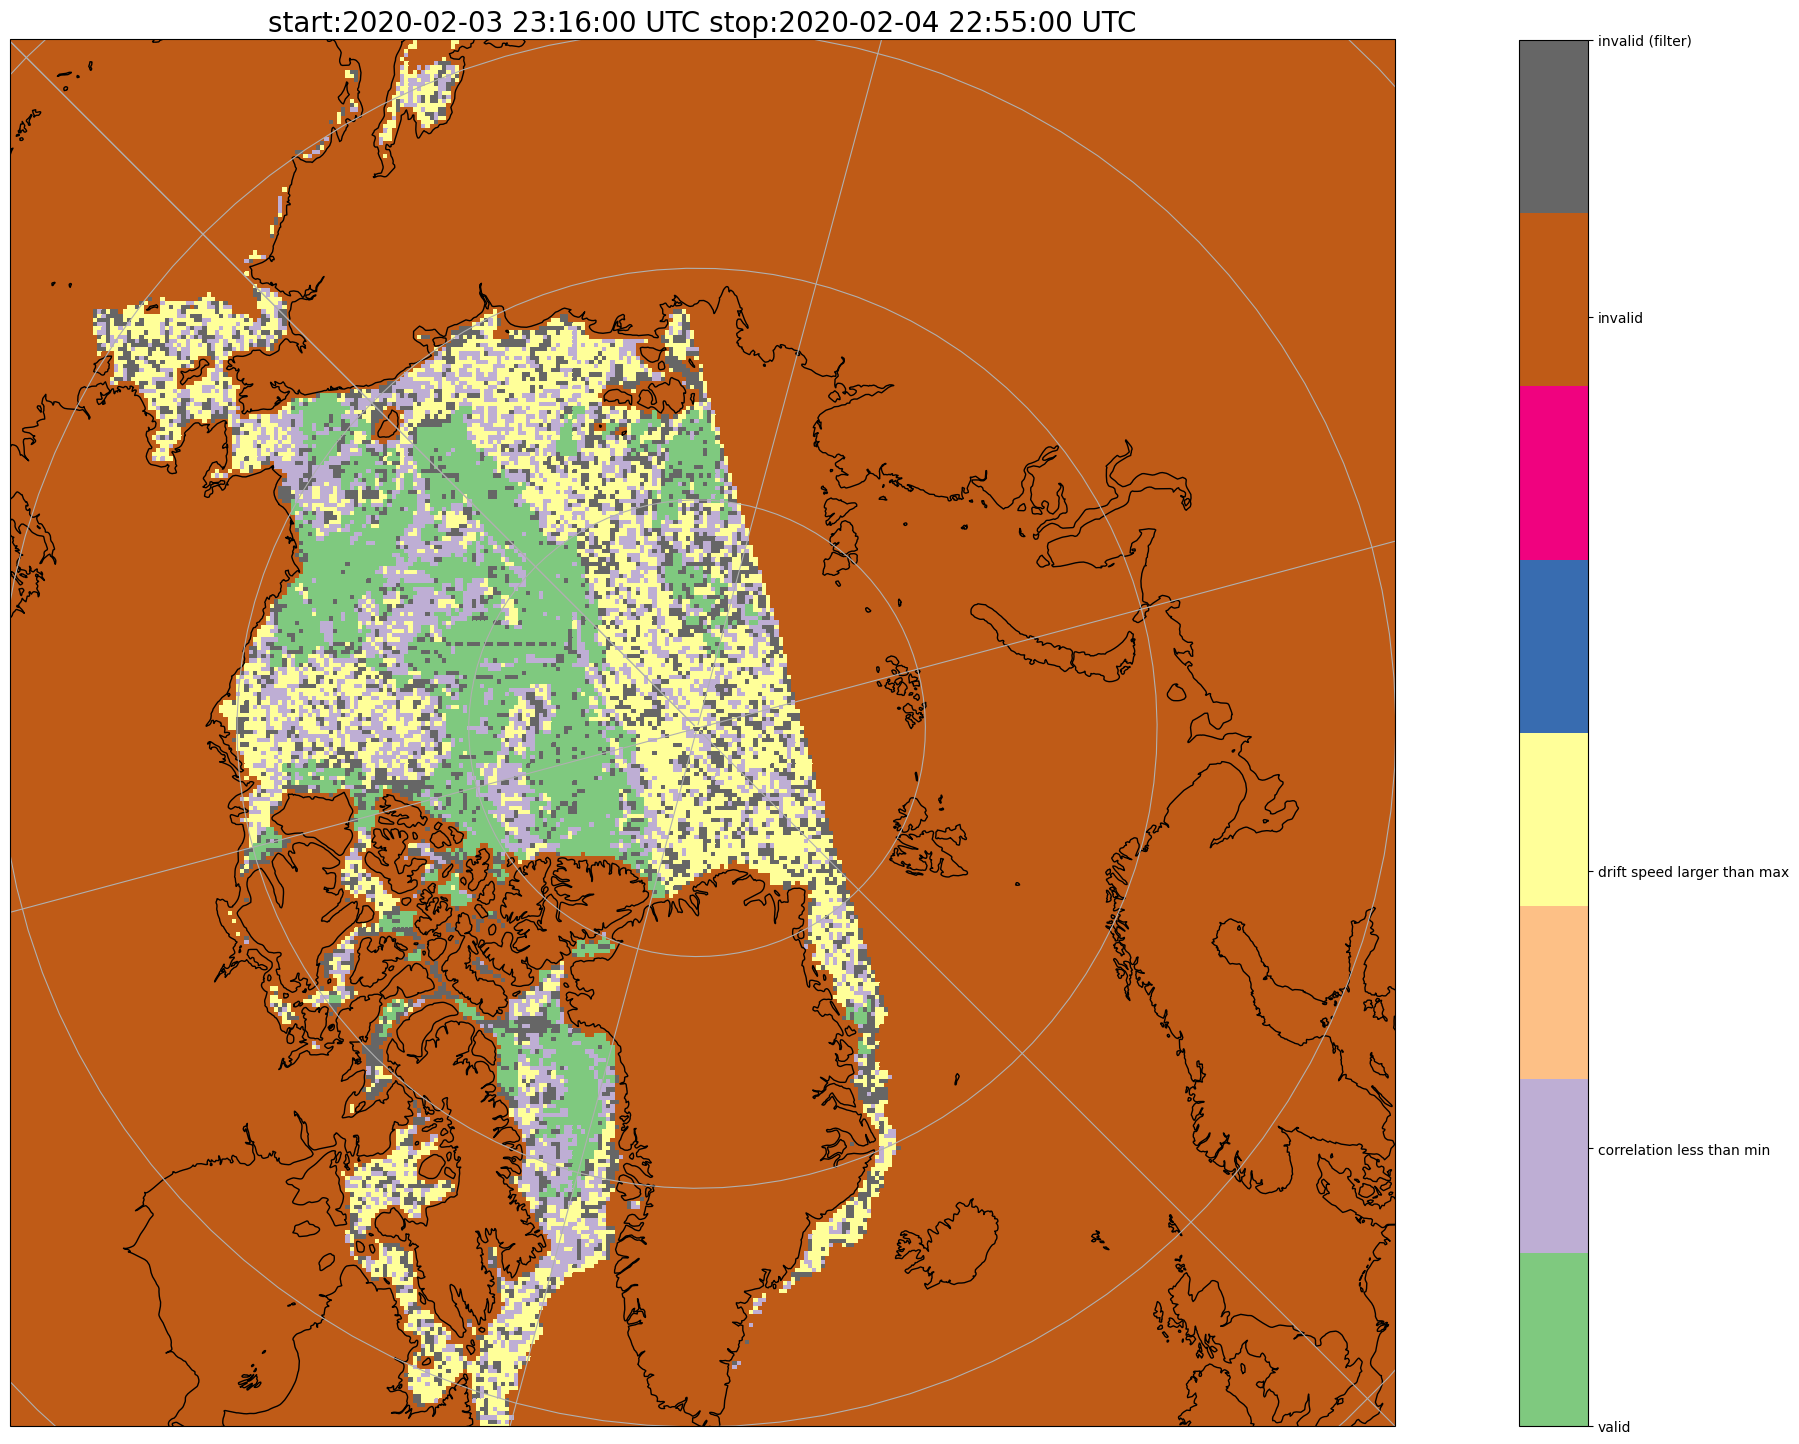 start:2020-02-03 23:16:00 UTC stop:2020-02-04 22:55:00 UTC
invalid (filter)
invalid
drift speed larger than max
correlation less than min
valid